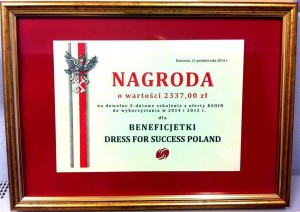 Katowice, 21 października 2014 r.
NAGRODA
o wartości 2337,00 zł
na dowolne 2-dniowe szkolenie z oferty
do wykorzystania w 2014 i 2015 r.
dla
BENEFICJETKI
DRESS FOR SUCCESS POLAND